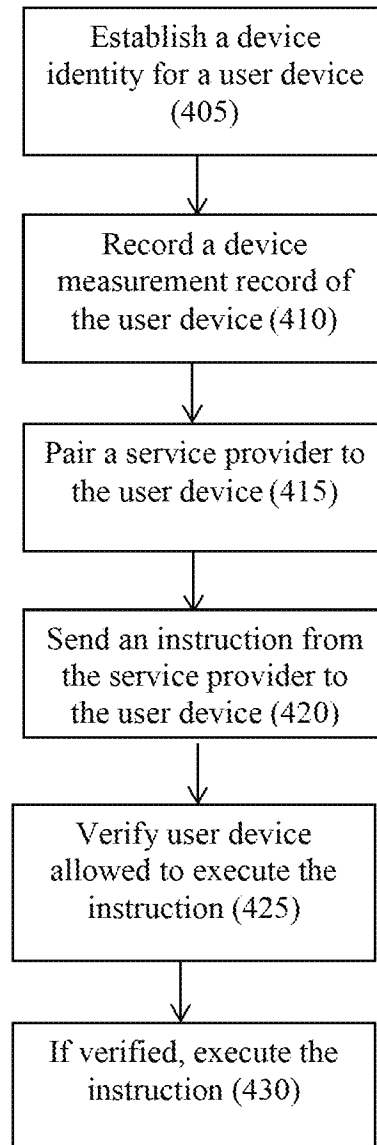 Establish a device
identity for a user device
(405)
Record a device
measurement record of
the user device (410)
Pair a service provider to
the user device (415)
Send an instruction from
the service provider to
the user device (420)
Verify user device
allowed to execute the
instruction (425)
If verified, execute the
instruction (430)